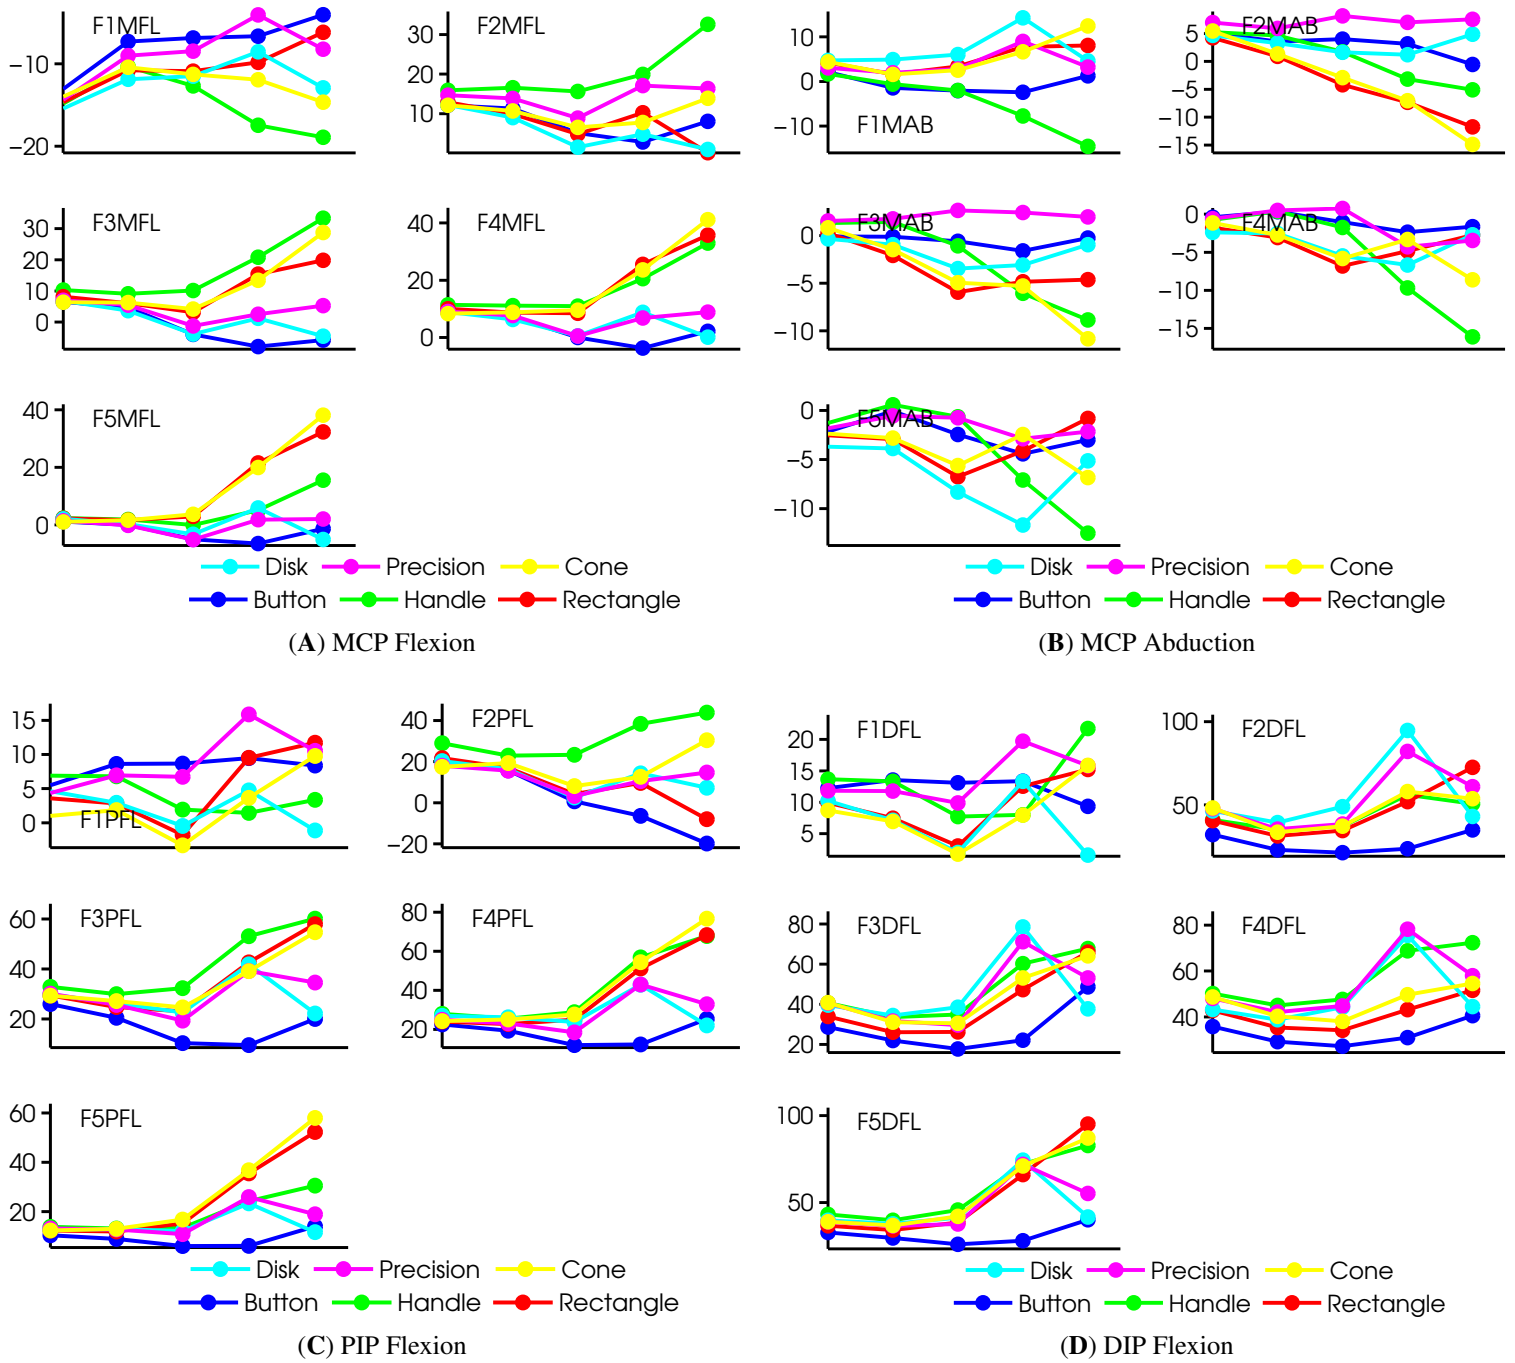 F1MFL
−10
−20
F2MFL
30
20
10
F1MAB
10
0
−10
F2MAB
5
0
−5
−10
−15
F3MFL
30
20
10
0
F4MFL
40
20
0
F3MAB
0
−5
−10
F4MAB
0
−5
−10
−15
F5MFL
40
20
0
F5MAB
0
−5
−10
Disk Precision Cone
Button Handle Rectangle
Disk Precision Cone
Button Handle Rectangle
(A) MCP Flexion
(B) MCP Abduction
F1PFL
15
10
5
0
F2PFL
40
20
0
−20
F1DFL
20
15
10
5
F2DFL
100
50
F3PFL
60
40
20
F4PFL
80
60
40
20
F3DFL
80
60
40
20
F4DFL
80
60
40
F5PFL
60
40
20
F5DFL
100
50
Disk Precision Cone
Button Handle Rectangle
Disk Precision Cone
Button Handle Rectangle
(C) PIP Flexion
(D) DIP Flexion